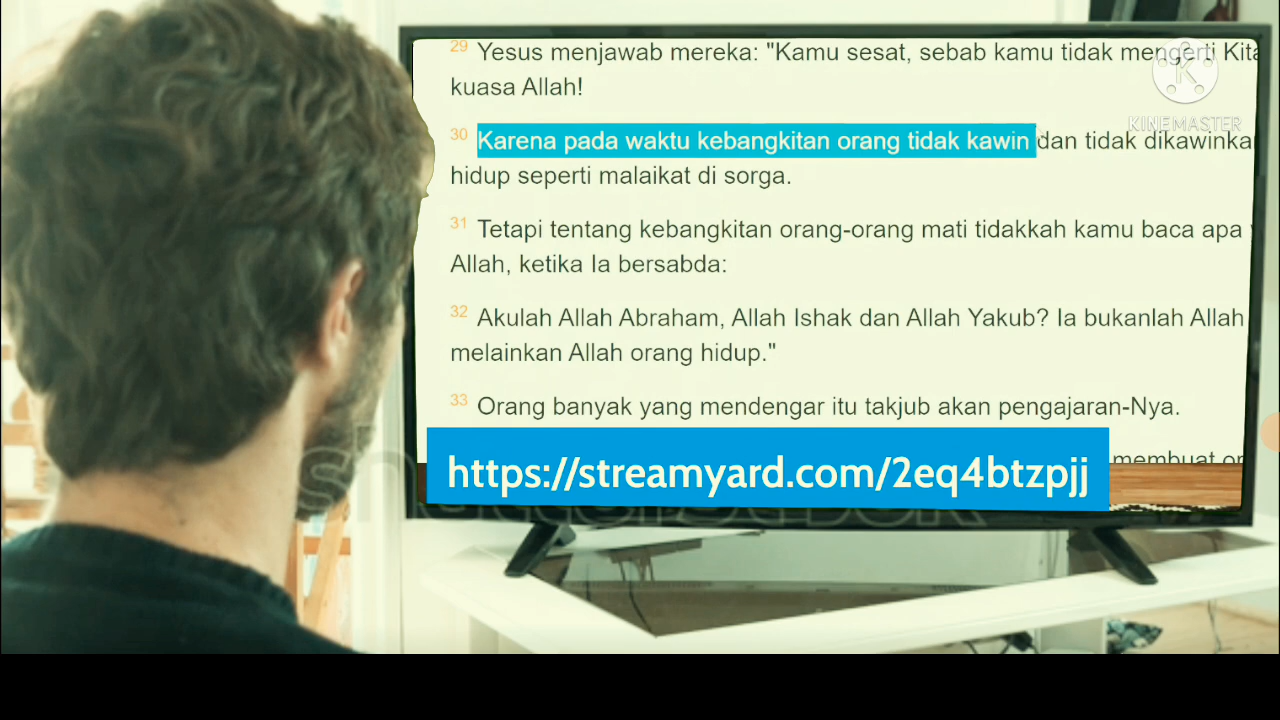 29 Yesus menjawab mereka: "Kamu sesat, sebab kamu tidak mengerti
kuasa Allah!
KINEMASTER
30 Karena pada waktu kebangkitan orang tidak kawin dan tidak dikawinka
hidup seperti malaikat di sorga.
31 Tetapi tentang kebangkitan orang-orang mati tidakkah kamu baca apa
Allah, ketika Ia bersabda:
32 Akulah Allah Abraham, Allah Ishak dan Allah Yakub? Ia bukanlah Allah
melainkan Allah orang hidup."
33 Orang banyak yang mendengar itu takjub akan pengajaran-Nya.
membuat or
https://streamyard.com/2eq4btzpjj